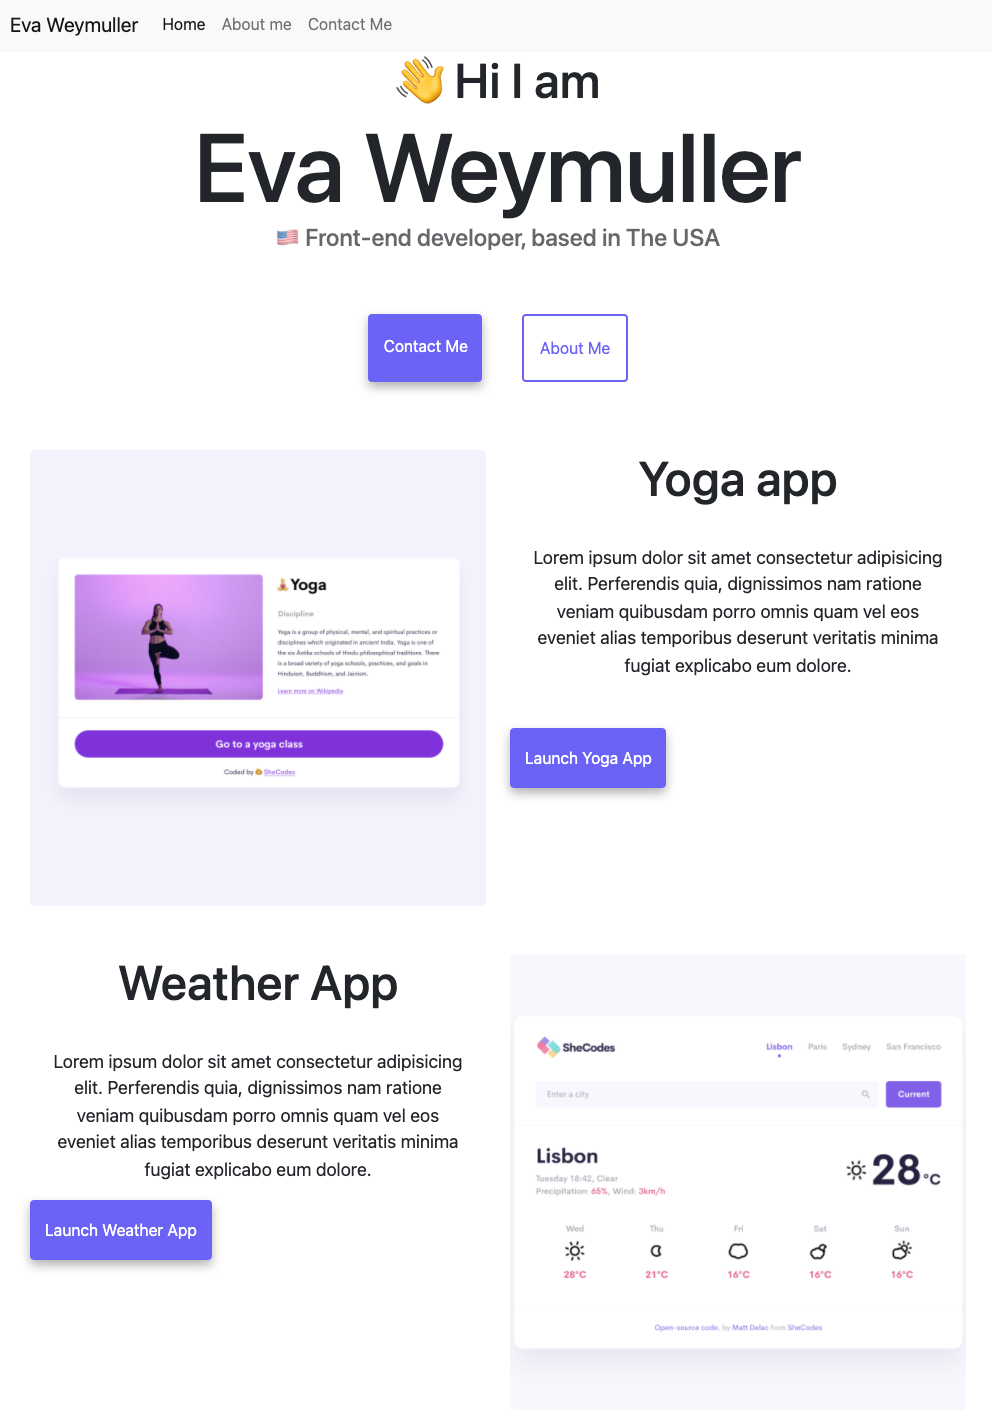 Eva Weymuller Home About me Contact Me
👋 Hi I am
Eva Weymuller
🇺🇸 Front-end developer, based in The USA
Contact Me
About Me
Yoga
Discipline
Yoga is a group of physical, mental, and spiritual practices or
disciplines which originated in ancient India. Yoga is one of
the six Āstika schools of Hindu philosophical traditions. There
is a broad variety of yoga schools, practices, and goals in
Hinduism, Buddhism, and Jainism.
Learn more on Wikipedia
Go to a yoga class
Coded by SheCodes
Yoga app
Lorem ipsum dolor sit amet consectetur adipisicing
elit. Perferendis quia, dignissimos nam ratione
veniam quibusdam porro omnis quam vel eos
eveniet alias temporibus deserunt veritatis minima
fugiat explicabo eum dolore.
Launch Yoga App
Weather App
Lorem ipsum dolor sit amet consectetur adipisicing
elit. Perferendis quia, dignissimos nam ratione
veniam quibusdam porro omnis quam vel eos
eveniet alias temporibus deserunt veritatis minima
fugiat explicabo eum dolore.
Launch Weather App
SheCodes Lisbon Paris Sydney San Francisco
Enter a city Current
Lisbon
Tuesday 18:42, Clear
Precipitation: 65%, Wind: 3km/h
28°C
Wed Thu Fri Sat Sun
28°C 21°C 16°C 16°C 16°C
Open-source code, by Matt Delac from SheCodes